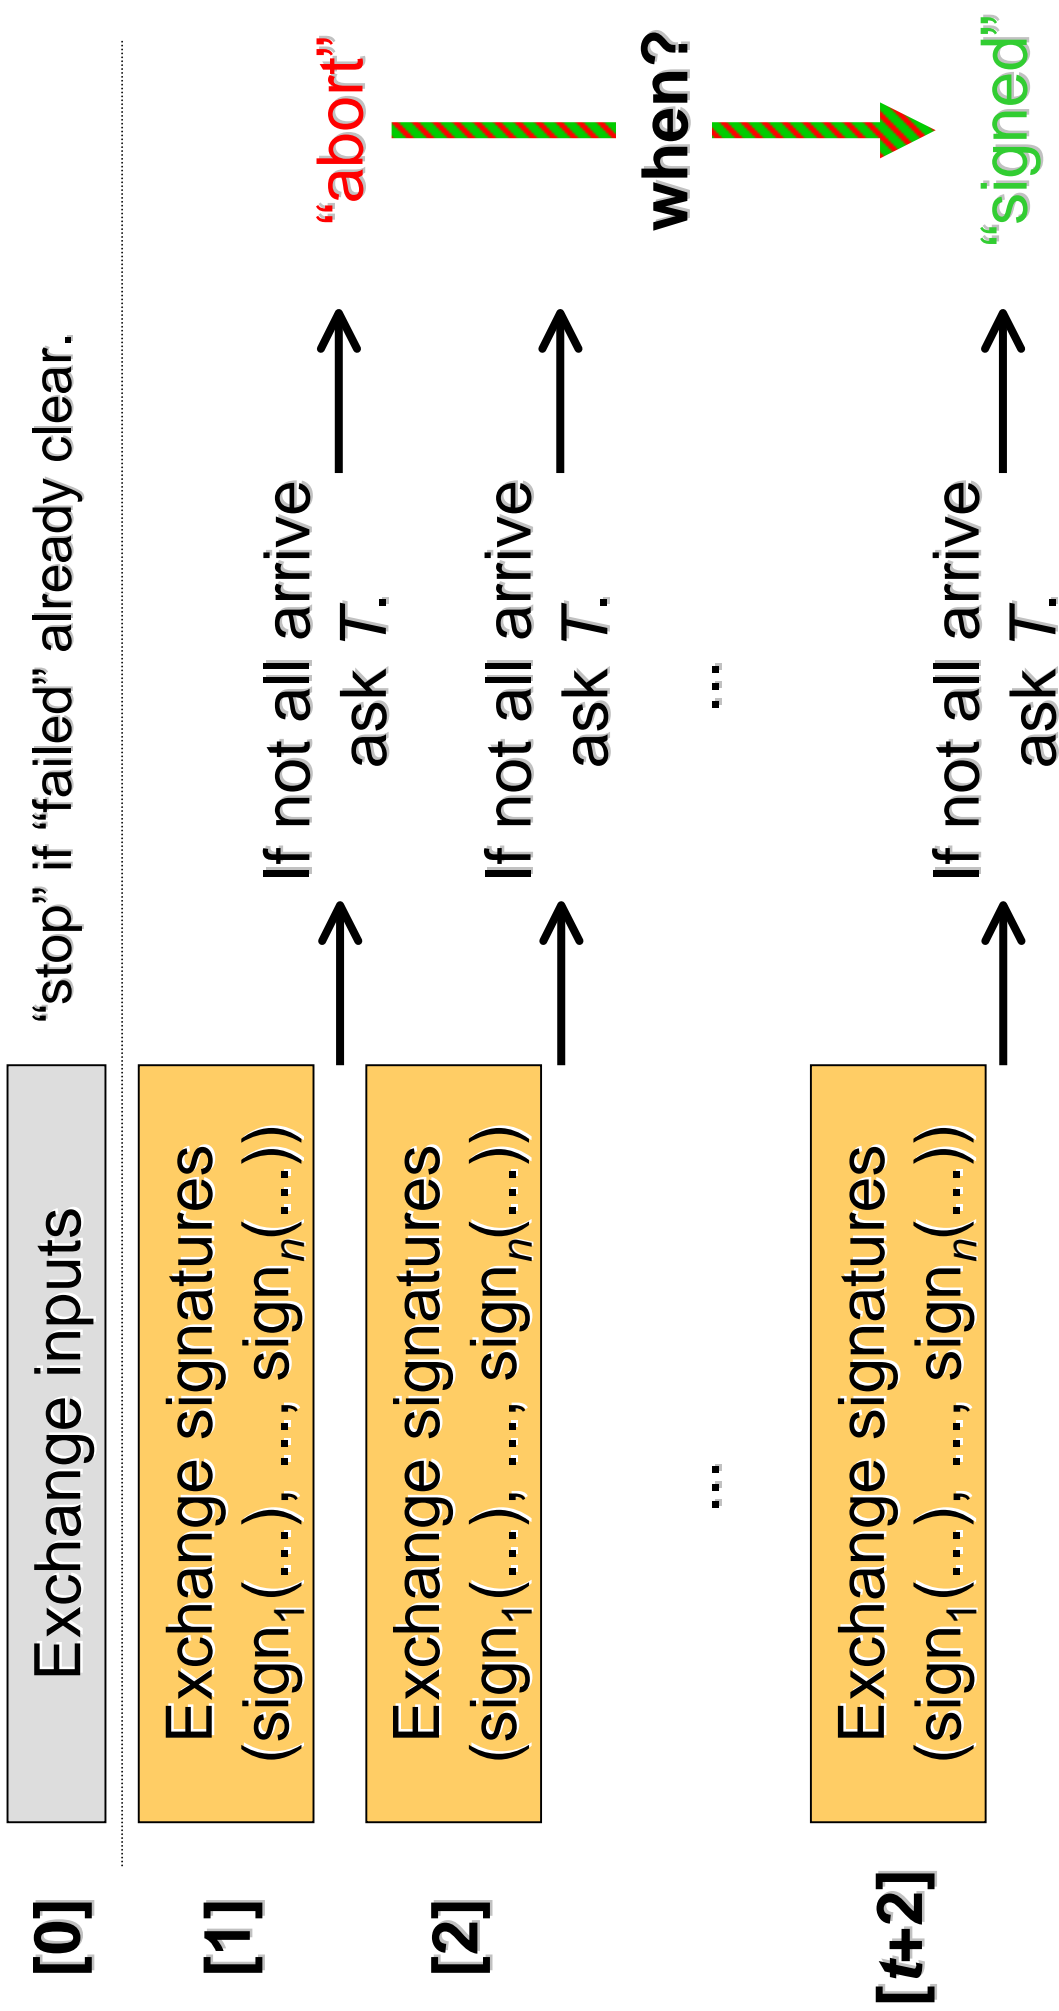 [0] Exchange inputs “stop” if “failed” already clear.
[1] Exchange signatures
(sign1(...), ..., signn(...))
If not all arrive
ask T.
“abort”
[2] Exchange signatures
(sign1(...), ..., signn(...))
If not all arrive
ask T.
... ...
when?
[t+2] Exchange signatures
(sign1(...), ..., signn(...))
If not all arrive
ask T.
“signed”